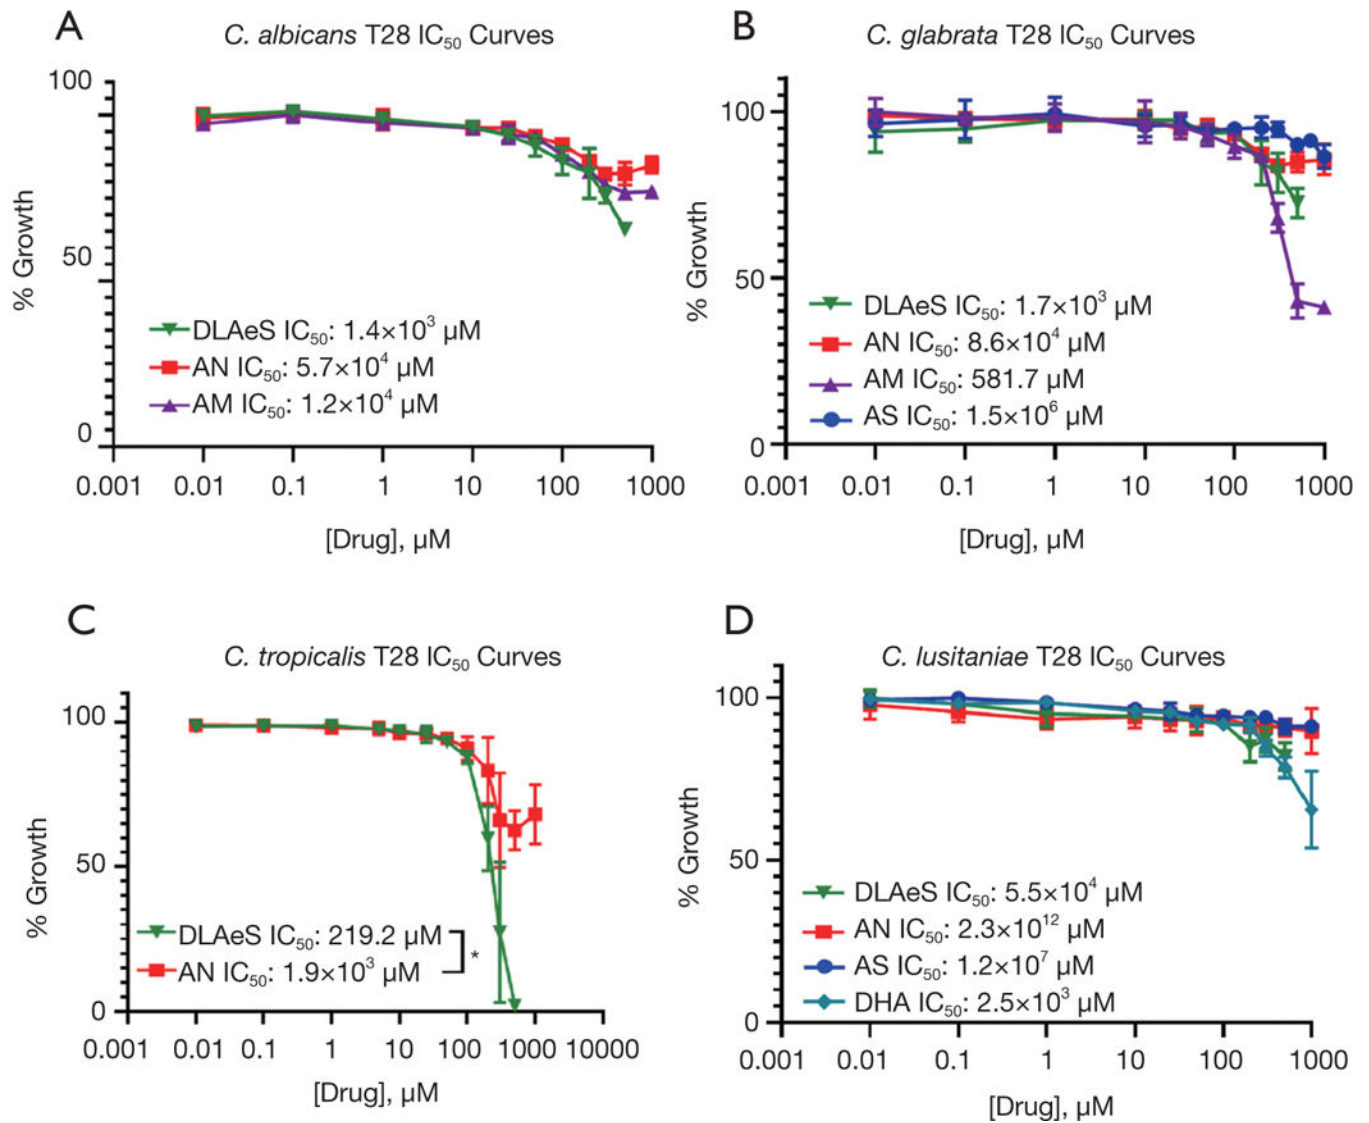 A
C. albicans T28 IC₅₀ Curves
100
50
0
% Growth
DLAeS IC₅₀: 1.4×10³ µM
AN IC₅₀: 5.7×10⁴ µM
AM IC₅₀: 1.2×10⁴ µM
0.001 0.01 0.1 1 10 100 1000
[Drug], µM
B
C. glabrata T28 IC₅₀ Curves
100
50
0
% Growth
DLAeS IC₅₀: 1.7×10³ µM
AN IC₅₀: 8.6×10⁴ µM
AM IC₅₀: 581.7 µM
AS IC₅₀: 1.5×10⁶ µM
0.001 0.01 0.1 1 10 100 1000
[Drug], µM
C
C. tropicalis T28 IC₅₀ Curves
100
50
0
% Growth
DLAeS IC₅₀: 219.2 µM
*
AN IC₅₀: 1.9×10³ µM
0.001 0.01 0.1 1 10 100 1000 10000
[Drug], µM
D
C. lusitaniae T28 IC₅₀ Curves
100
50
0
% Growth
DLAeS IC₅₀: 5.5×10⁴ µM
AN IC₅₀: 2.3×10¹² µM
AS IC₅₀: 1.2×10⁷ µM
DHA IC₅₀: 2.5×10³ µM
0.001 0.01 0.1 1 10 100 1000
[Drug], µM